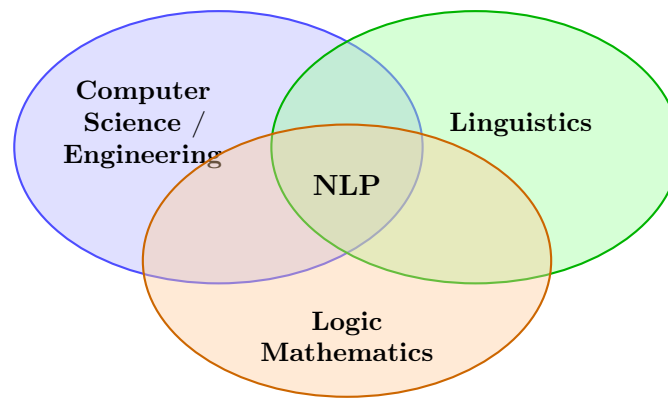 Computer
Science /
Engineering
Linguistics
NLP
Logic
Mathematics